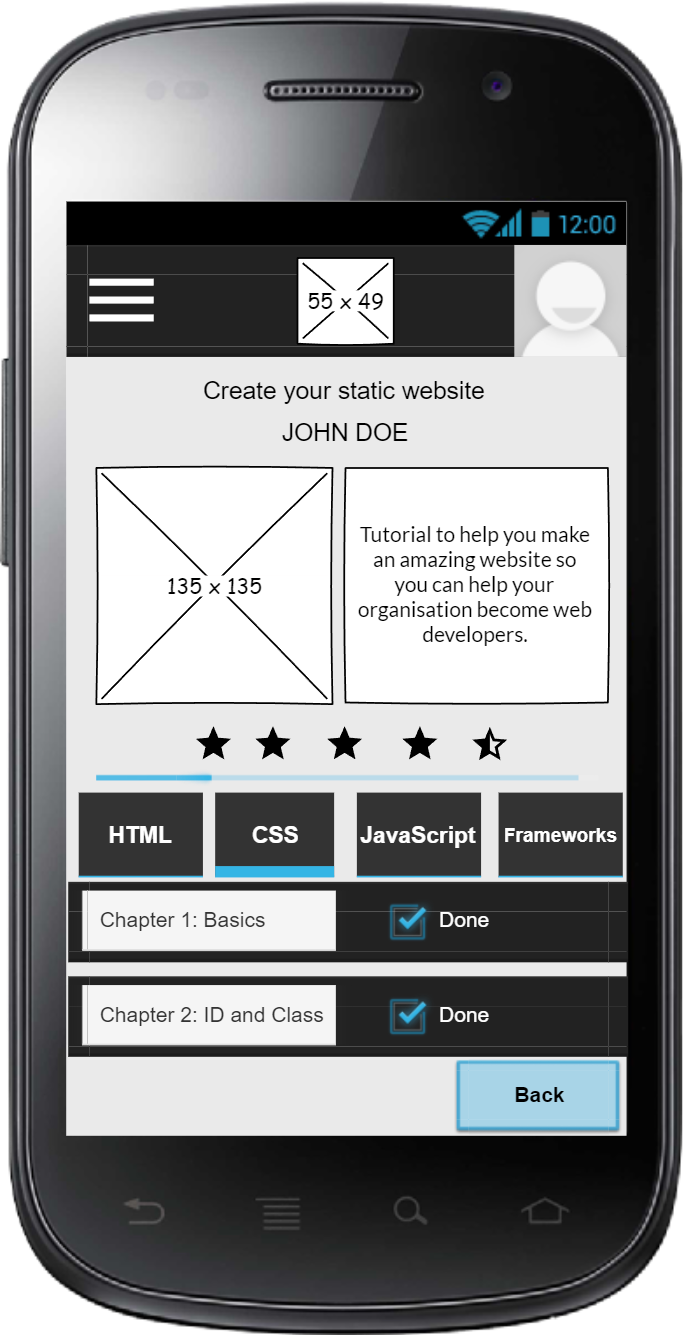 12:00
55 x 49
Create your static website
JOHN DOE
135 x 135
Tutorial to help you make
an amazing website so
you can help your
organisation become web
developers.
HTML CSS JavaScript Frameworks
Chapter 1: Basics Done
Chapter 2: ID and Class Done
Back